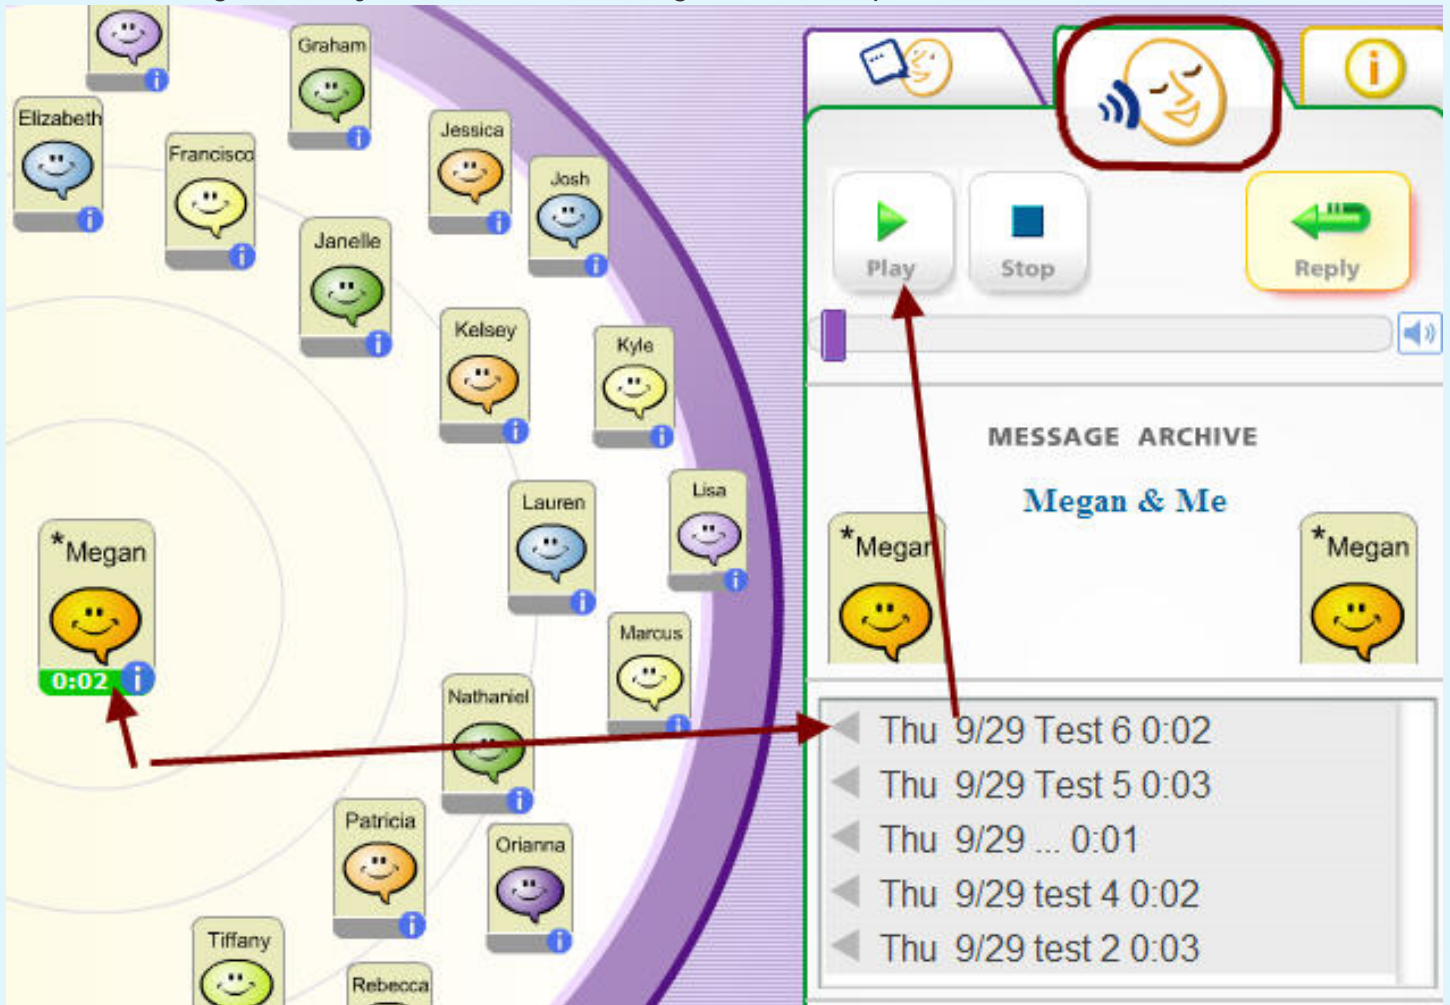 Graham
Elizabeth
Francisco
Jessica
Josh
Janelle
Kelsey
Kyle
Lauren
Lisa
*Megan
0:02
Marcus
Nathaniel
Patricia
Orianna
Tiffany
Rebecca
Play
Stop
Reply
MESSAGE ARCHIVE
Megan & Me
*Megan
*Megan
Thu 9/29 Test 6 0:02
Thu 9/29 Test 5 0:03
Thu 9/29 ... 0:01
Thu 9/29 test 4 0:02
Thu 9/29 test 2 0:03